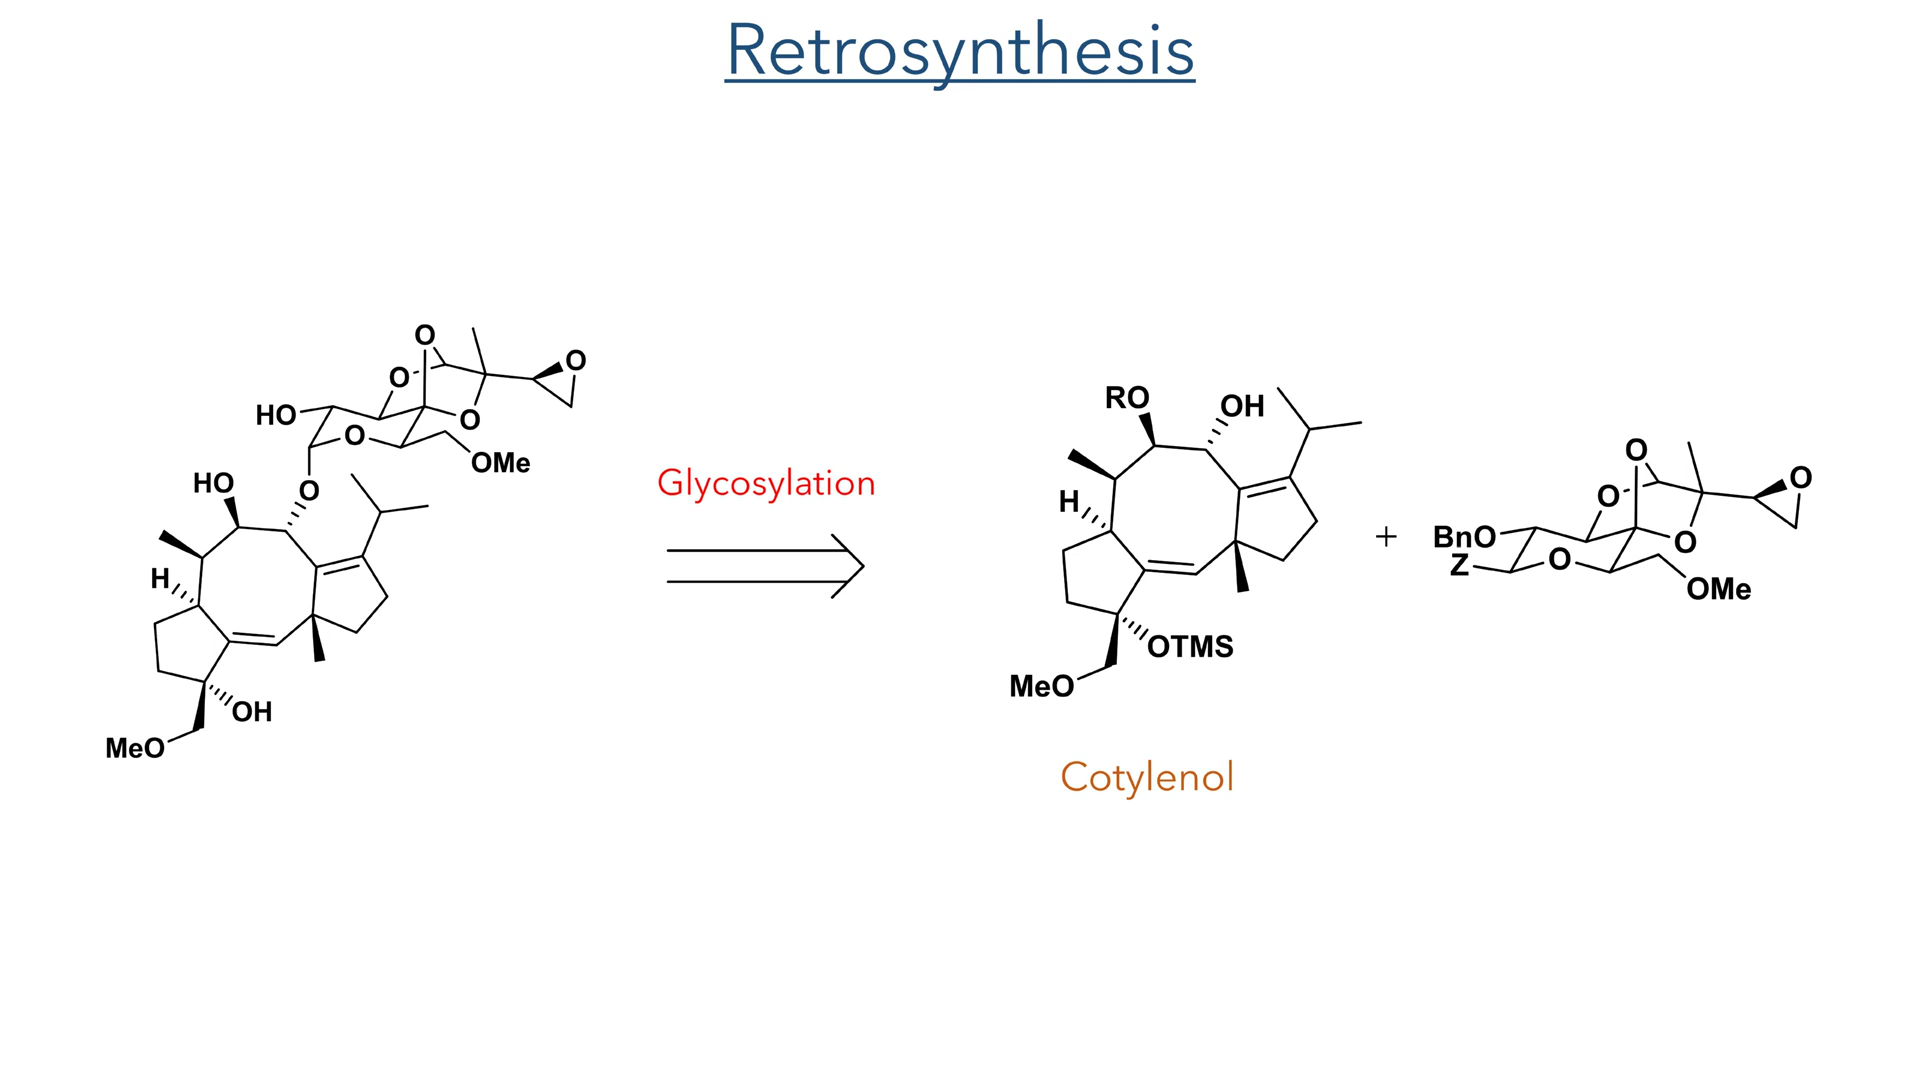 Retrosynthesis
O
O
O
HO
O
O
OMe
HO
O
H
OH
MeO
Glycosylation
RO
OH
H
OTMS
MeO
Cotylenol
+
O
O
O
BnO
O
Z
O
OMe